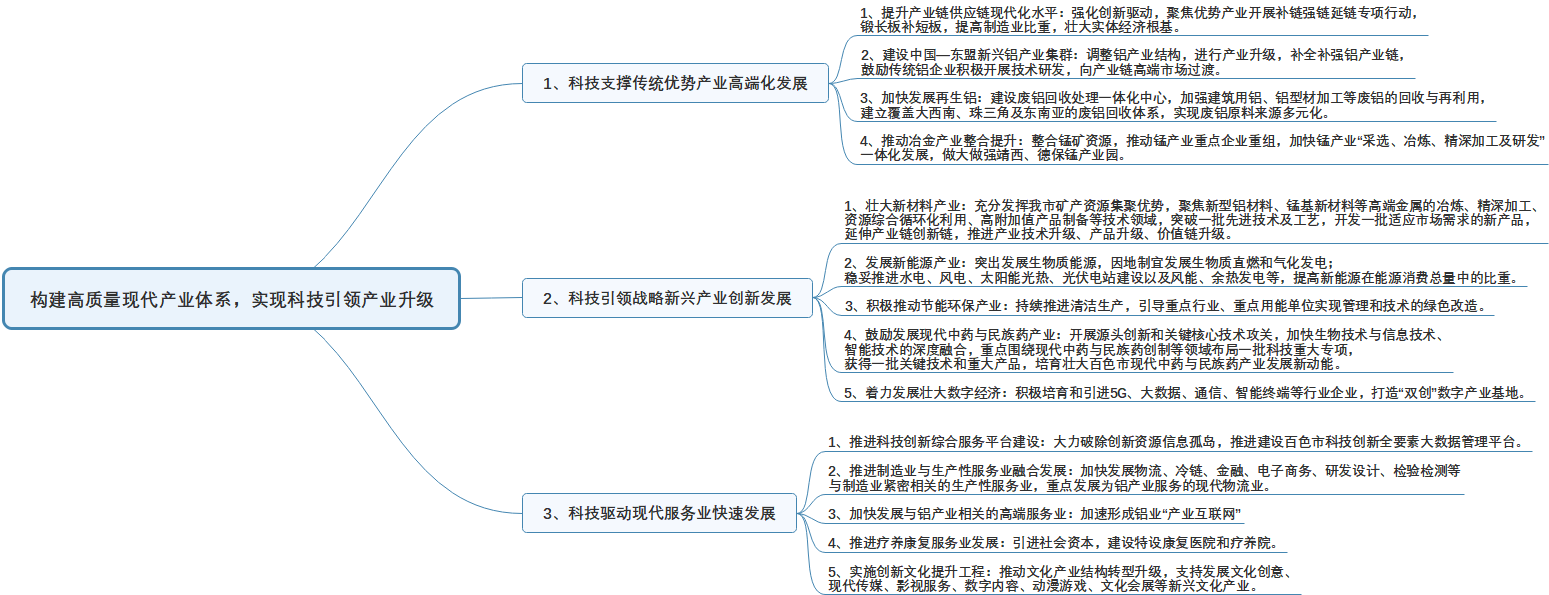 构建高质量现代产业体系，实现科技引领产业升级
1、科技支撑传统优势产业高端化发展
1、提升产业链供应链现代化水平：强化创新驱动，聚焦优势产业开展补链强链延链专项行动，
锻长板补短板，提高制造业比重，壮大实体经济根基。
2、建设中国—东盟新兴铝产业集群：调整铝产业结构，进行产业升级，补全补强铝产业链，
鼓励传统铝企业积极开展技术研发，向产业链高端市场过渡。
3、加快发展再生铝：建设废铝回收处理一体化中心，加强建筑用铝、铝型材加工等废铝的回收与再利用，
建立覆盖大西南、珠三角及东南亚的废铝回收体系，实现废铝原料来源多元化。
4、推动冶金产业整合提升：整合锰矿资源，推动锰产业重点企业重组，加快锰产业“采选、冶炼、精深加工及研发”
一体化发展，做大做强靖西、德保锰产业园。
2、科技引领战略新兴产业创新发展
1、壮大新材料产业：充分发挥我市矿产资源集聚优势，聚焦新型铝材料、锰基新材料等高端金属的冶炼、精深加工、
资源综合循环化利用、高附加值产品制备等技术领域，突破一批先进技术及工艺，开发一批适应市场需求的新产品，
延伸产业链创新链，推进产业技术升级、产品升级、价值链升级。
2、发展新能源产业：突出发展生物质能源，因地制宜发展生物质直燃和气化发电；
稳妥推进水电、风电、太阳能光热、光伏电站建设以及风能、余热发电等，提高新能源在能源消费总量中的比重。
3、积极推动节能环保产业：持续推进清洁生产，引导重点行业、重点用能单位实现管理和技术的绿色改造。
4、鼓励发展现代中药与民族药产业：开展源头创新和关键核心技术攻关，加快生物技术与信息技术、
智能技术的深度融合，重点围绕现代中药与民族药创制等领域布局一批科技重大专项，
获得一批关键技术和重大产品，培育壮大百色市现代中药与民族药产业发展新动能。
5、着力发展壮大数字经济：积极培育和引进5G、大数据、通信、智能终端等行业企业，打造“双创”数字产业基地。
3、科技驱动现代服务业快速发展
1、推进科技创新综合服务平台建设：大力破除创新资源信息孤岛，推进建设百色市科技创新全要素大数据管理平台。
2、推进制造业与生产性服务业融合发展：加快发展物流、冷链、金融、电子商务、研发设计、检验检测等
与制造业紧密相关的生产性服务业，重点发展为铝产业服务的现代物流业。
3、加快发展与铝产业相关的高端服务业：加速形成铝业“产业互联网”
4、推进疗养康复服务业发展：引进社会资本，建设特设康复医院和疗养院。
5、实施创新文化提升工程：推动文化产业结构转型升级，支持发展文化创意、
现代传媒、影视服务、数字内容、动漫游戏、文化会展等新兴文化产业。